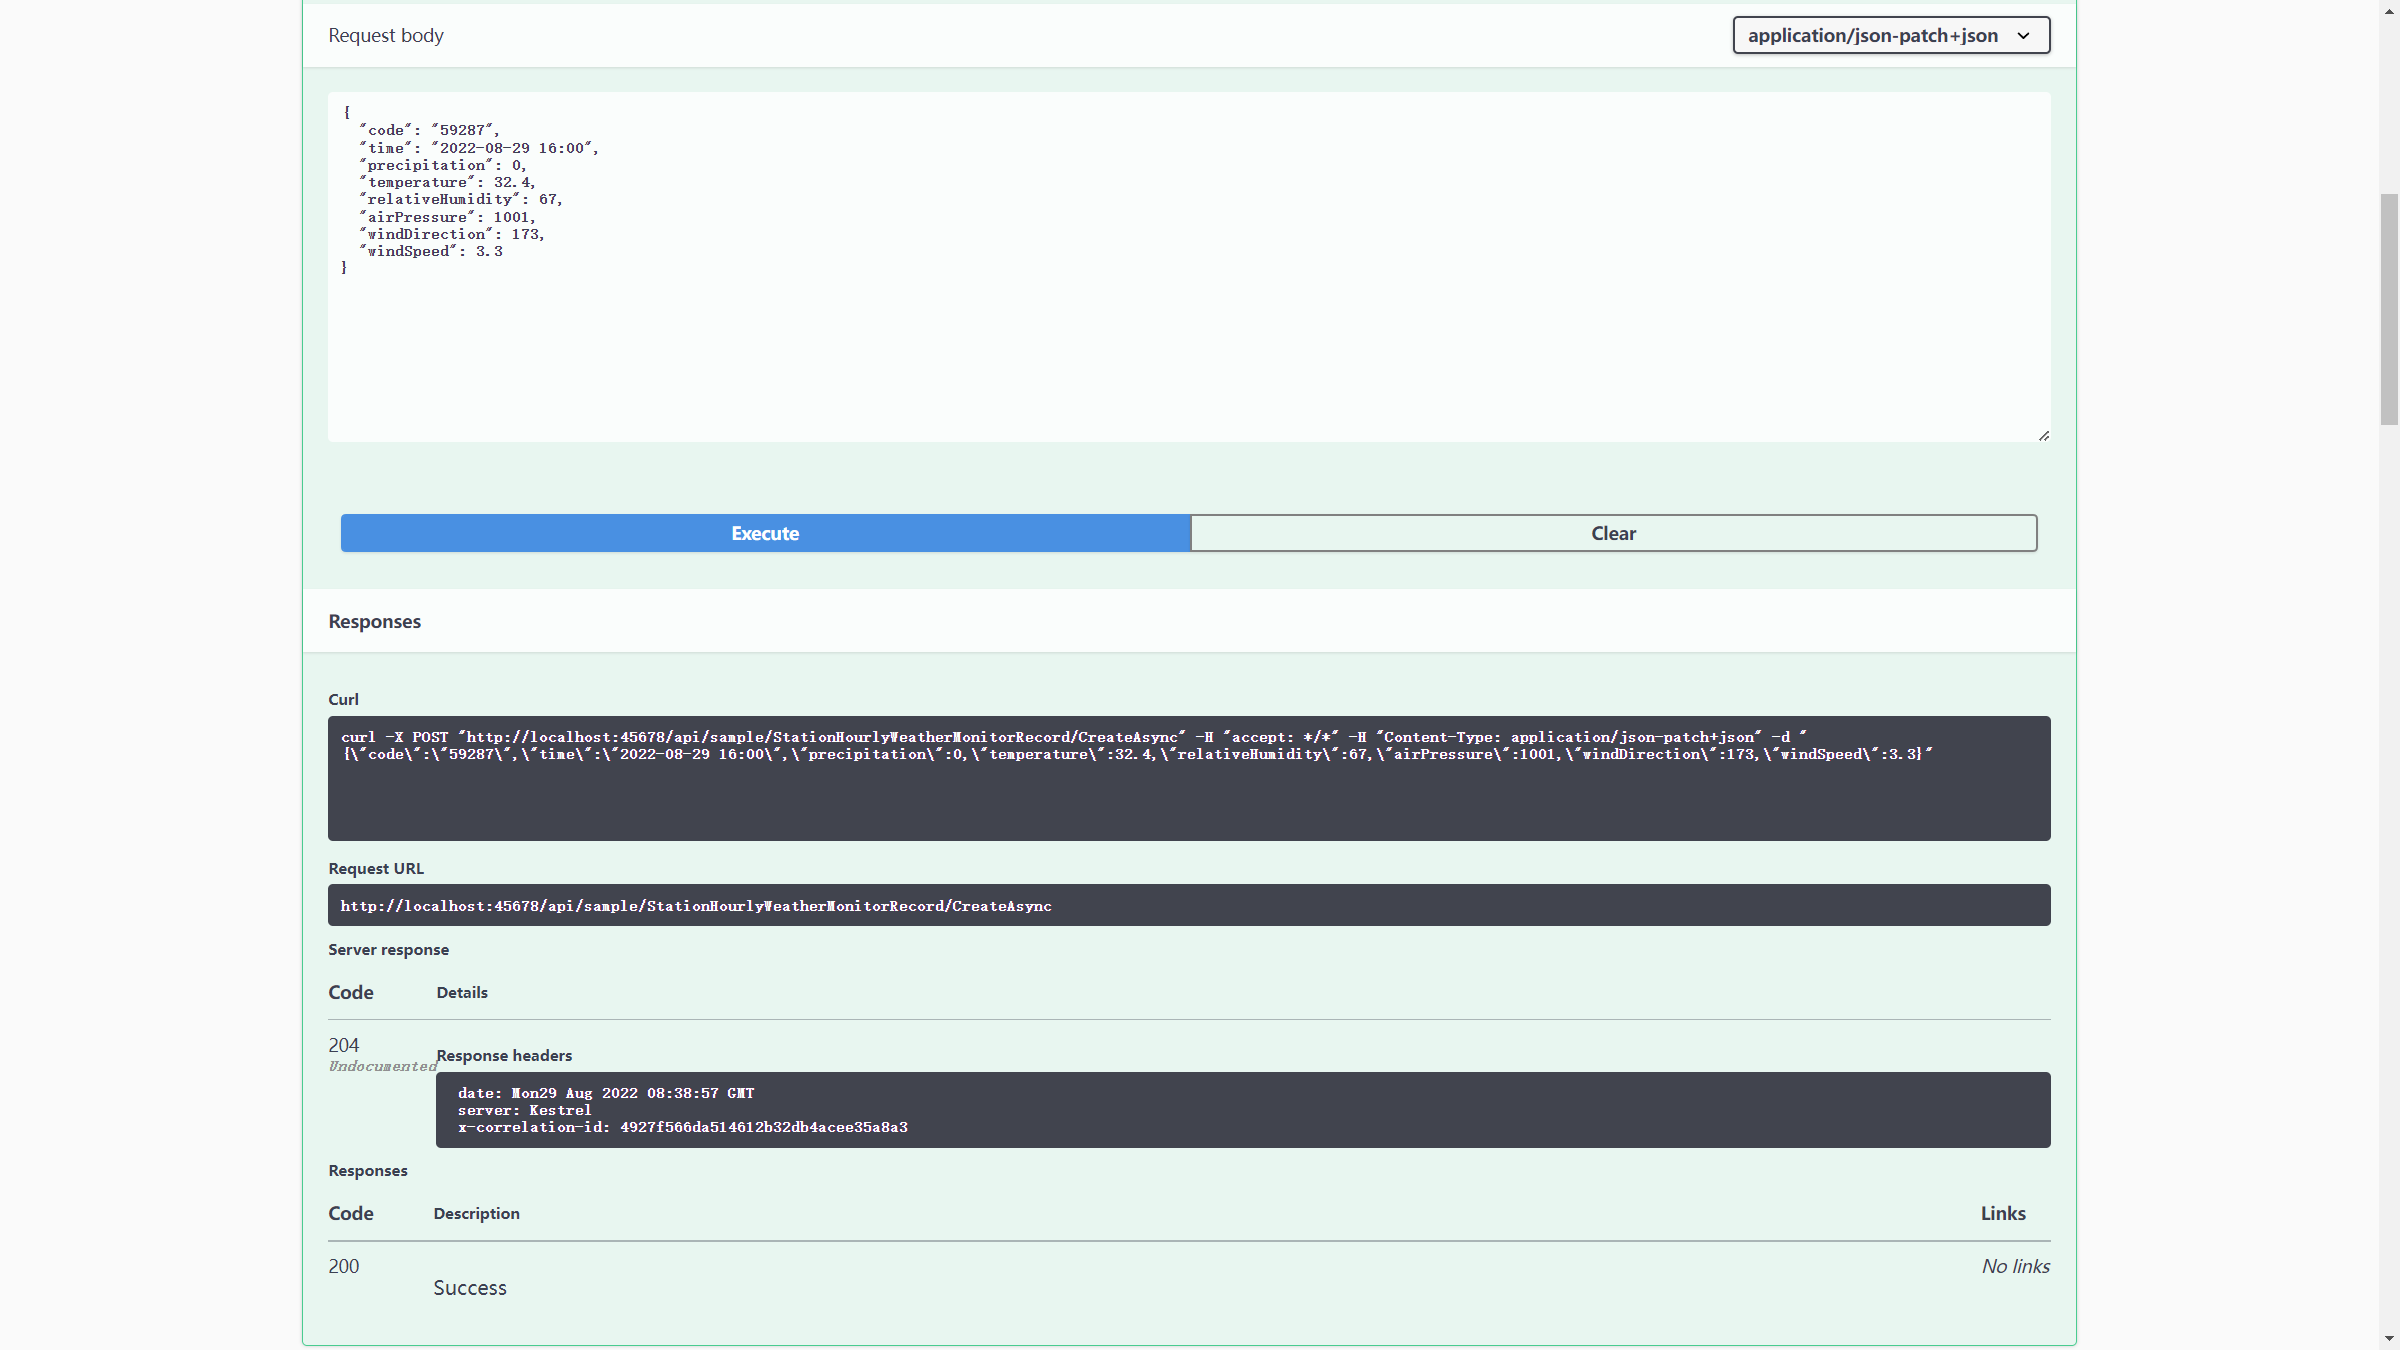 Request body
application/json-patch+json
{
"code": "59287",
"time": "2022-08-29 16:00",
"precipitation": 0,
"temperature": 32.4,
"relativeHumidity": 67,
"airPressure": 1001,
"windDirection": 173,
"windSpeed": 3.3
}
Execute
Clear
Responses
Curl
curl -X POST "http://localhost:45678/api/sample/StationHourlyWeatherMonitorRecord/CreateAsync" -H "accept: */*" -H "Content-Type: application/json-patch+json" -d "
{\"code\":\"59287\",\"time\":\"2022-08-29 16:00\",\"precipitation\":0,\"temperature\":32.4,\"relativeHumidity\":67,\"airPressure\":1001,\"windDirection\":173,\"windSpeed\":3.3}"
Request URL
http://localhost:45678/api/sample/StationHourlyWeatherMonitorRecord/CreateAsync
Server response
Code Details
204
Undocumented
Response headers
date: Mon29 Aug 2022 08:38:57 GMT
server: Kestrel
x-correlation-id: 4927f566da514612b32db4acee35a8a3
Responses
Code Description Links
200 No links
Success